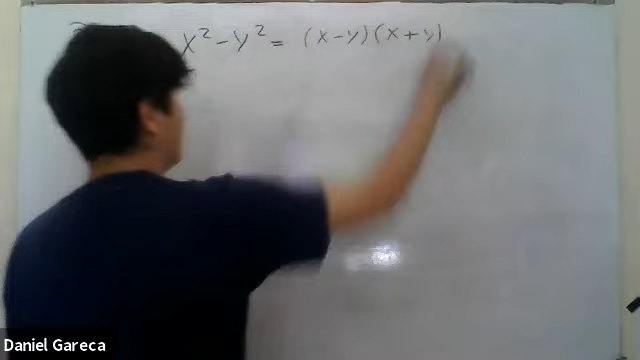 x² - y² = (x - y)(x + y)
Daniel Gareca